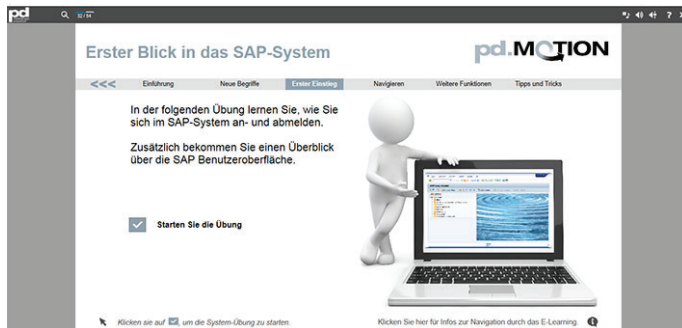 pd
32/54
Erster Blick in das SAP-System
pd.MOTION
<<< Einführung Neue Begriffe Erster Einstieg Navigieren Weitere Funktionen Tipps und Tricks
In der folgenden Übung lernen Sie, wie Sie
sich im SAP-System an- und abmelden.
Zusätzlich bekommen Sie einen Überblick
über die SAP Benutzeroberfläche.
Starten Sie die Übung
Klicken sie auf , um die System-Übung zu starten.
Klicken Sie hier für Infos zur Navigation durch das E-Learning.